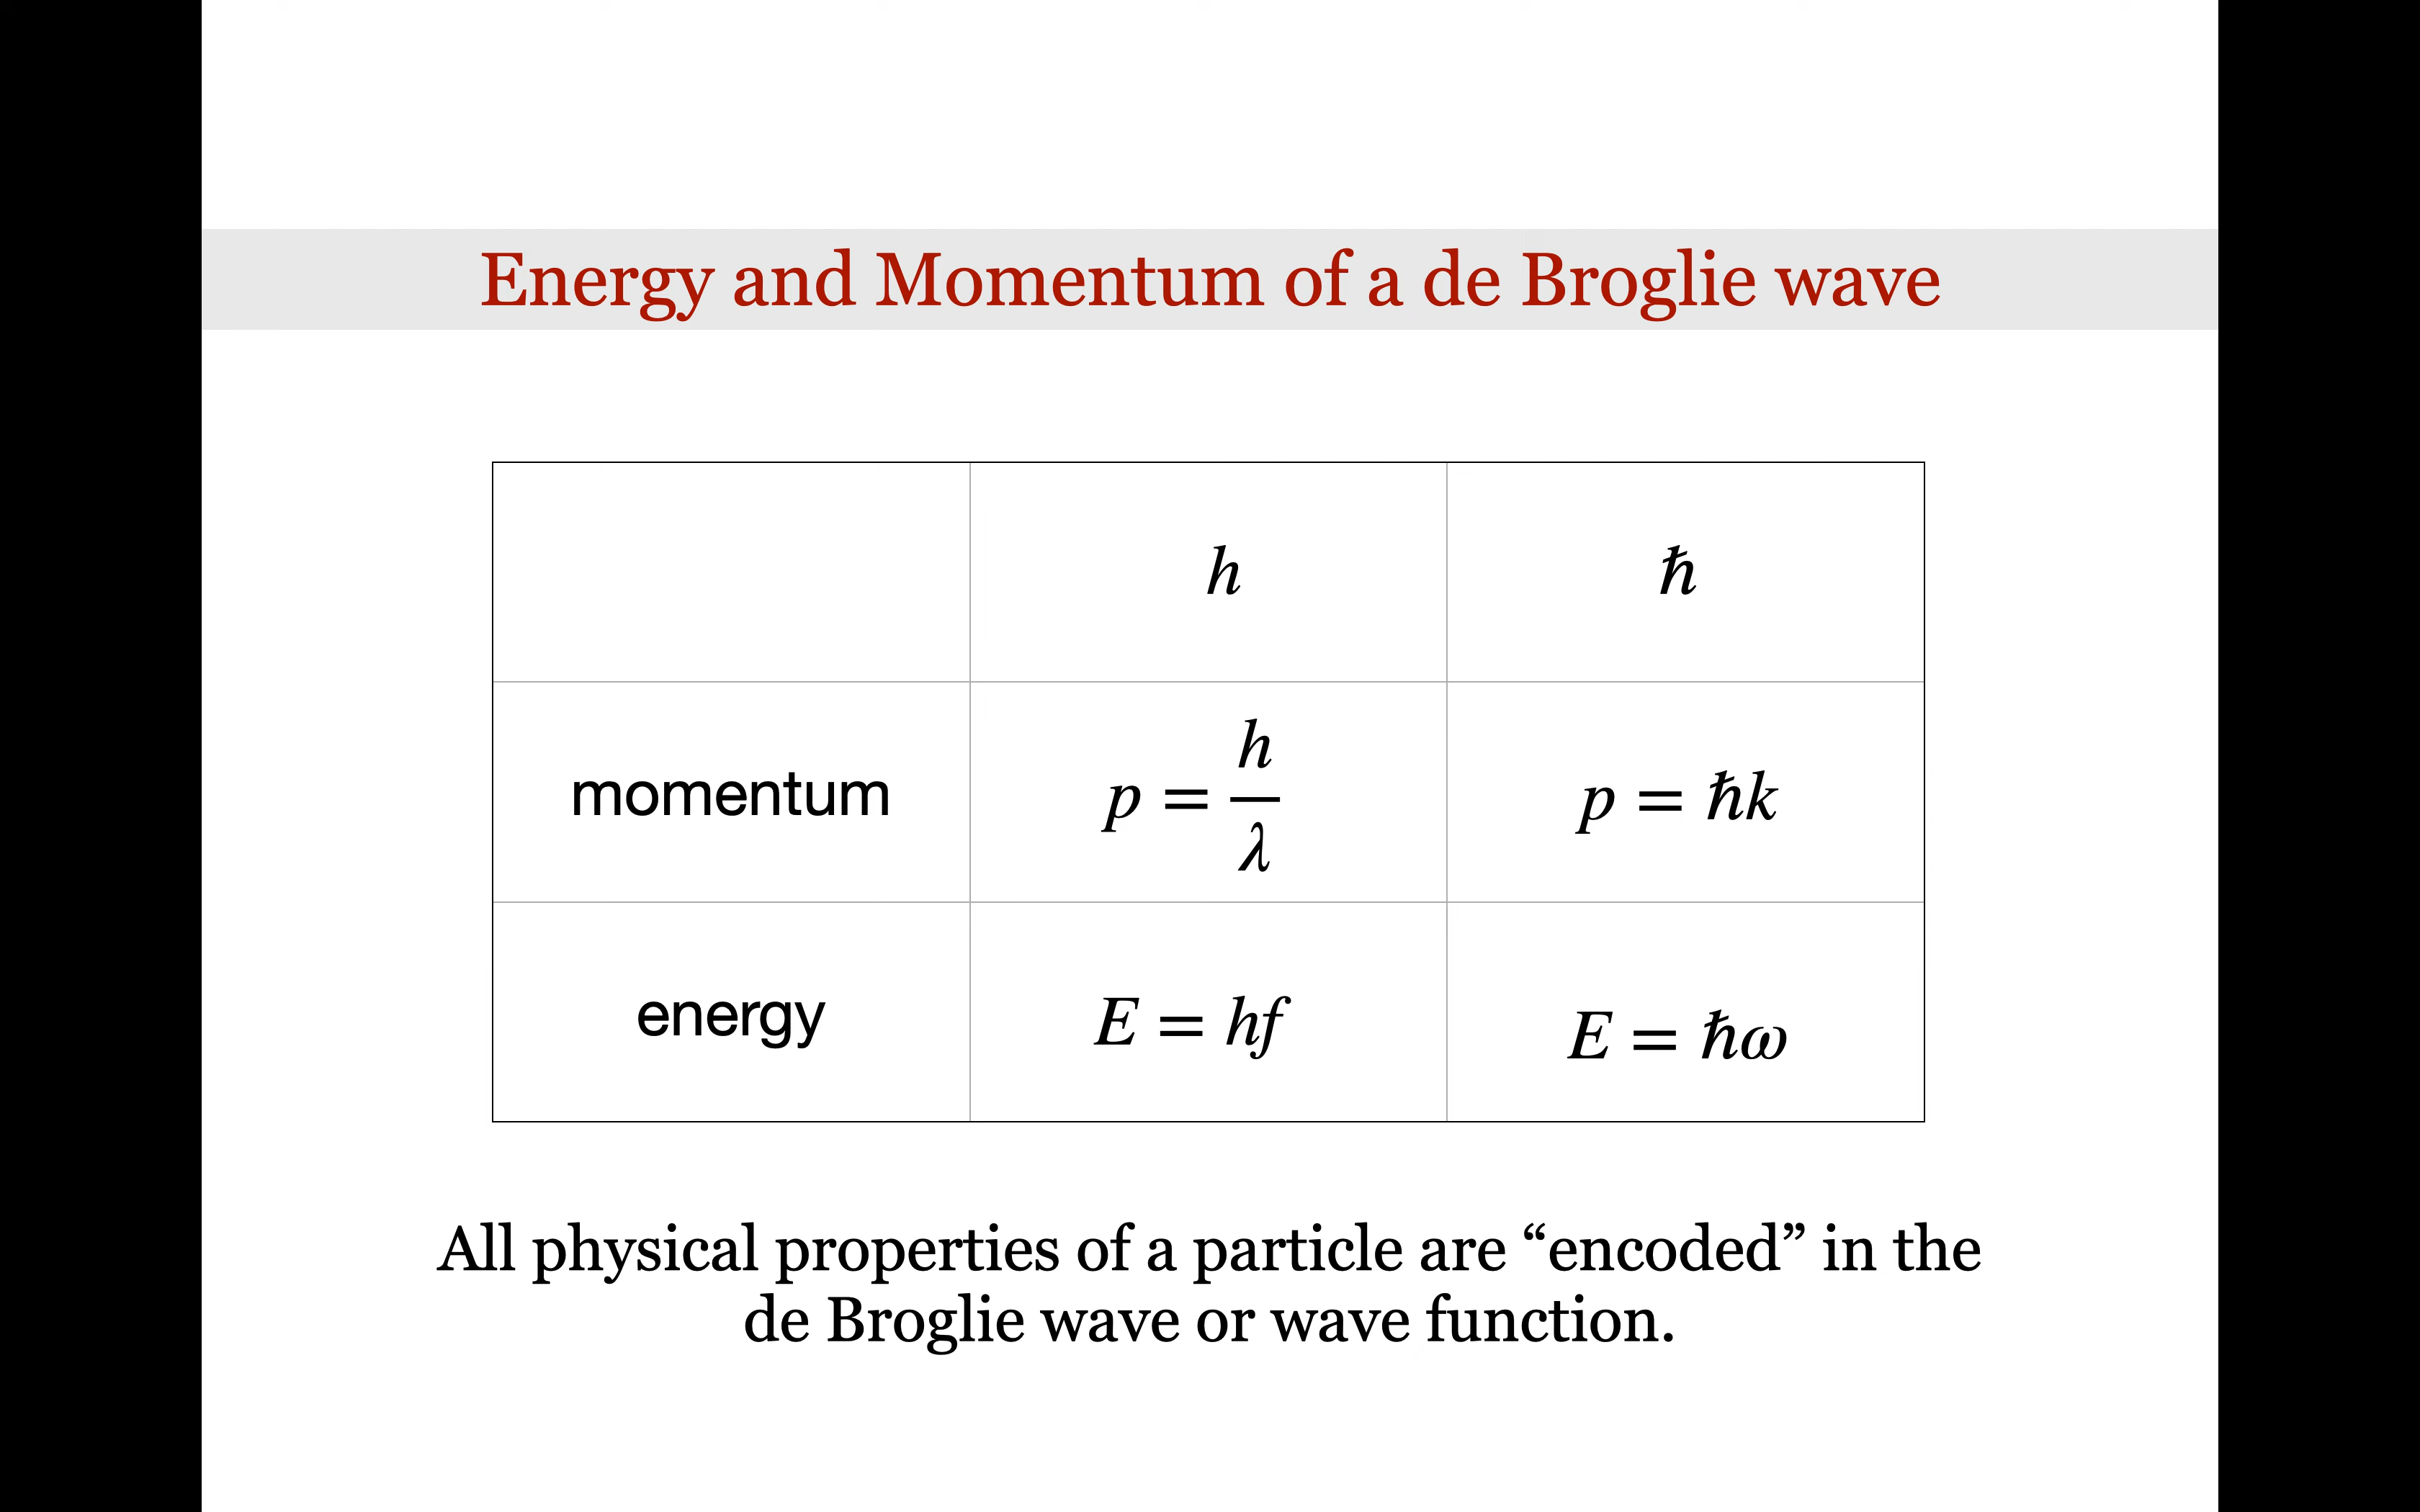 Energy and Momentum of a de Broglie wave
h ħ
momentum p = h/λ p = ħk
energy E = hf E = ħω
All physical properties of a particle are “encoded” in the
de Broglie wave or wave function.